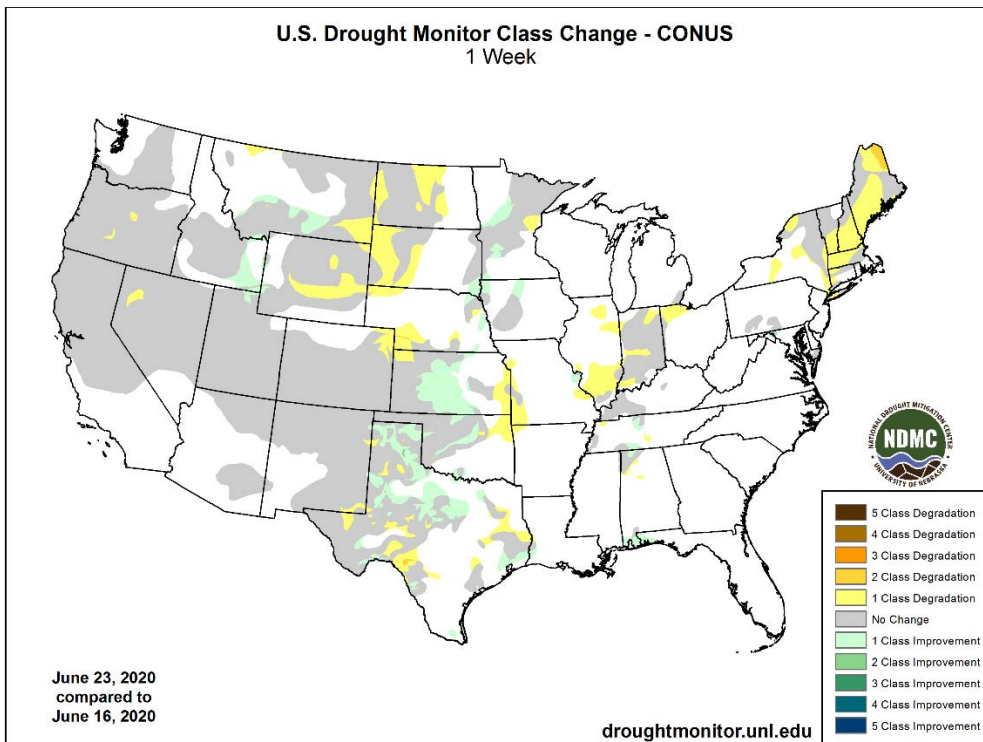 U.S. Drought Monitor Class Change - CONUS
1 Week
NATIONAL DROUGHT MITIGATION CENTER
NDMC
UNIVERSITY OF NEBRASKA
5 Class Degradation
4 Class Degradation
3 Class Degradation
2 Class Degradation
1 Class Degradation
No Change
1 Class Improvement
2 Class Improvement
3 Class Improvement
4 Class Improvement
5 Class Improvement
June 23, 2020
compared to
June 16, 2020
droughtmonitor.unl.edu